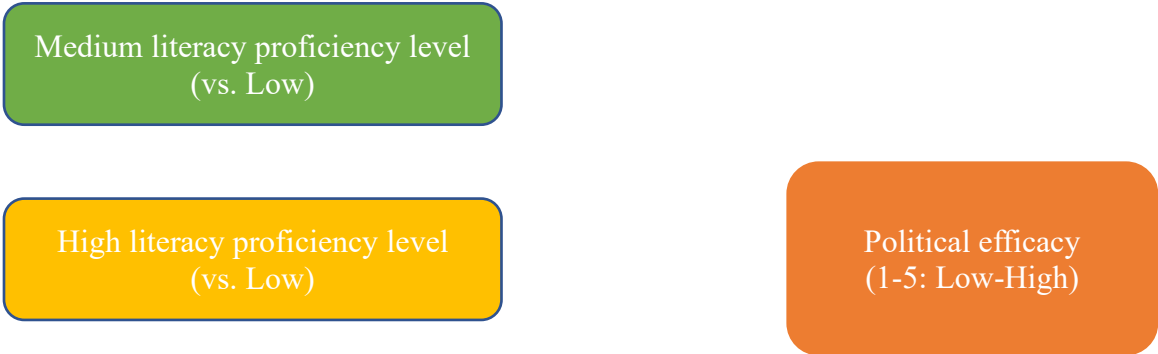 Medium literacy proficiency level
(vs. Low)
High literacy proficiency level
(vs. Low)
Political efficacy
(1-5: Low-High)